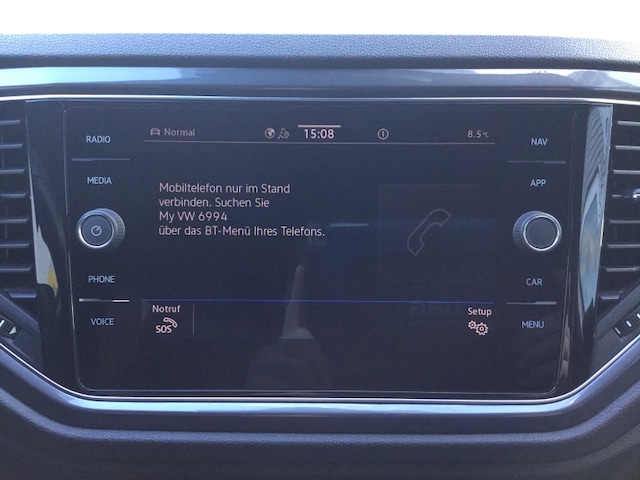 Normal 15:08 8.5°C
RADIO
MEDIA
PHONE
VOICE
Mobiltelefon nur im Stand
verbinden. Suchen Sie
My VW 6994
über das BT-Menü Ihres Telefons.
NAV
APP
CAR
MENU
Notruf
SOS
Setup